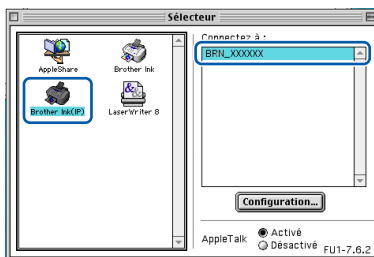 Sélecteur
Connectez à :
AppleShare
Brother Ink
BRN_XXXXXX
Brother Ink(IP)
LaserWriter 8
Configuration...
AppleTalk
Activé
Désactivé
FU1-7.6.2